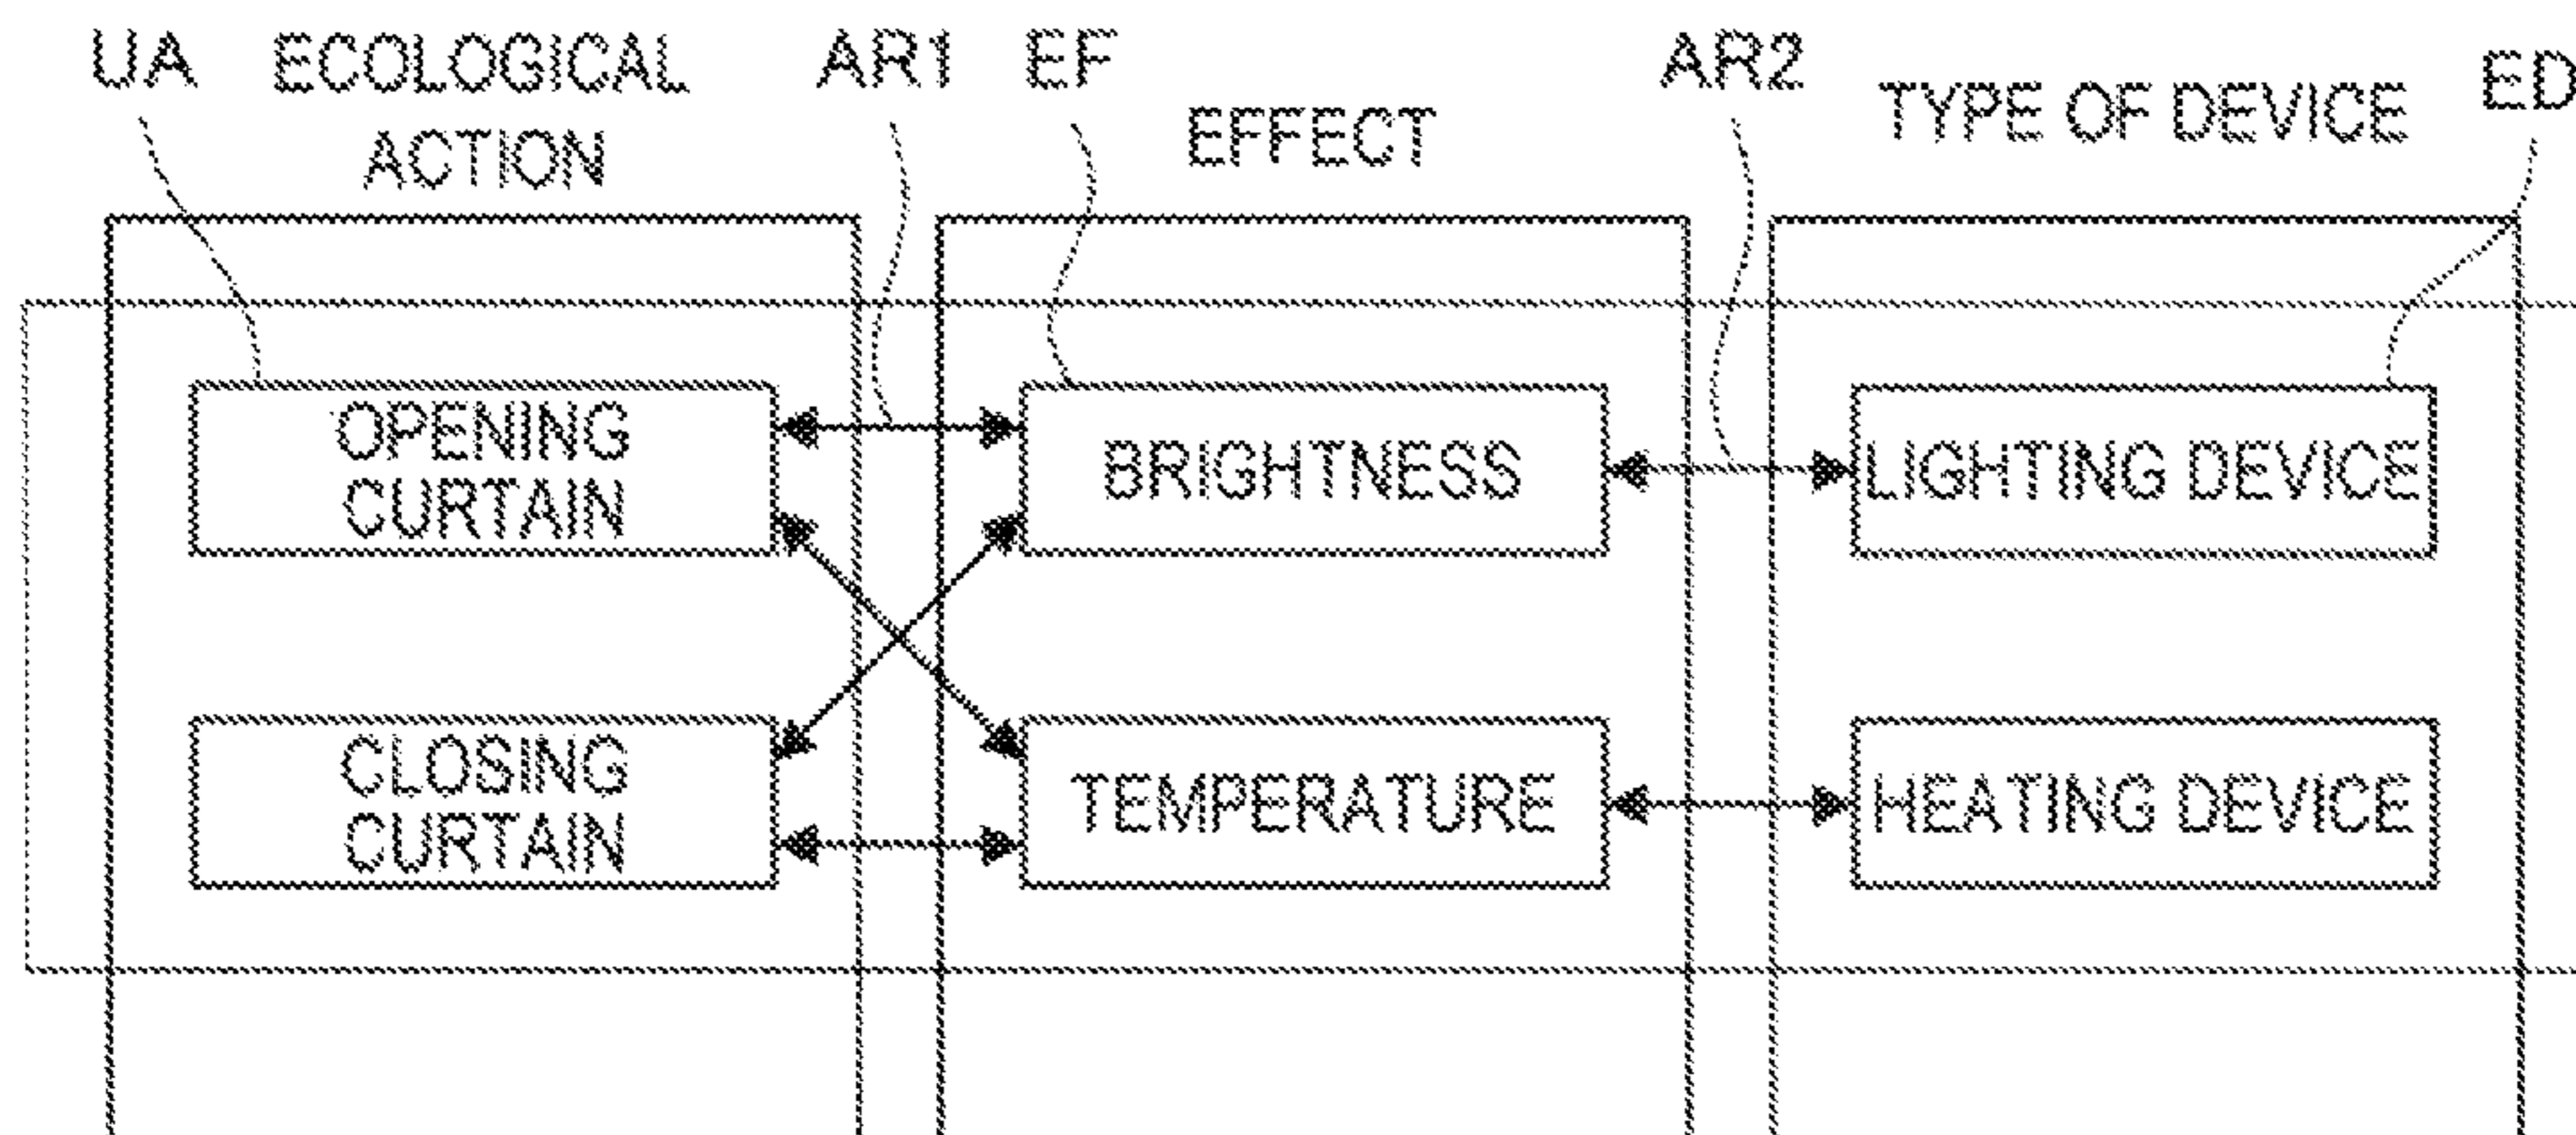 UA ECOLOGICAL ACTION AR1 EF EFFECT AR2 TYPE OF DEVICE ED
OPENING
CURTAIN
BRIGHTNESS
LIGHTING DEVICE
CLOSING
CURTAIN
TEMPERATURE
HEATING DEVICE